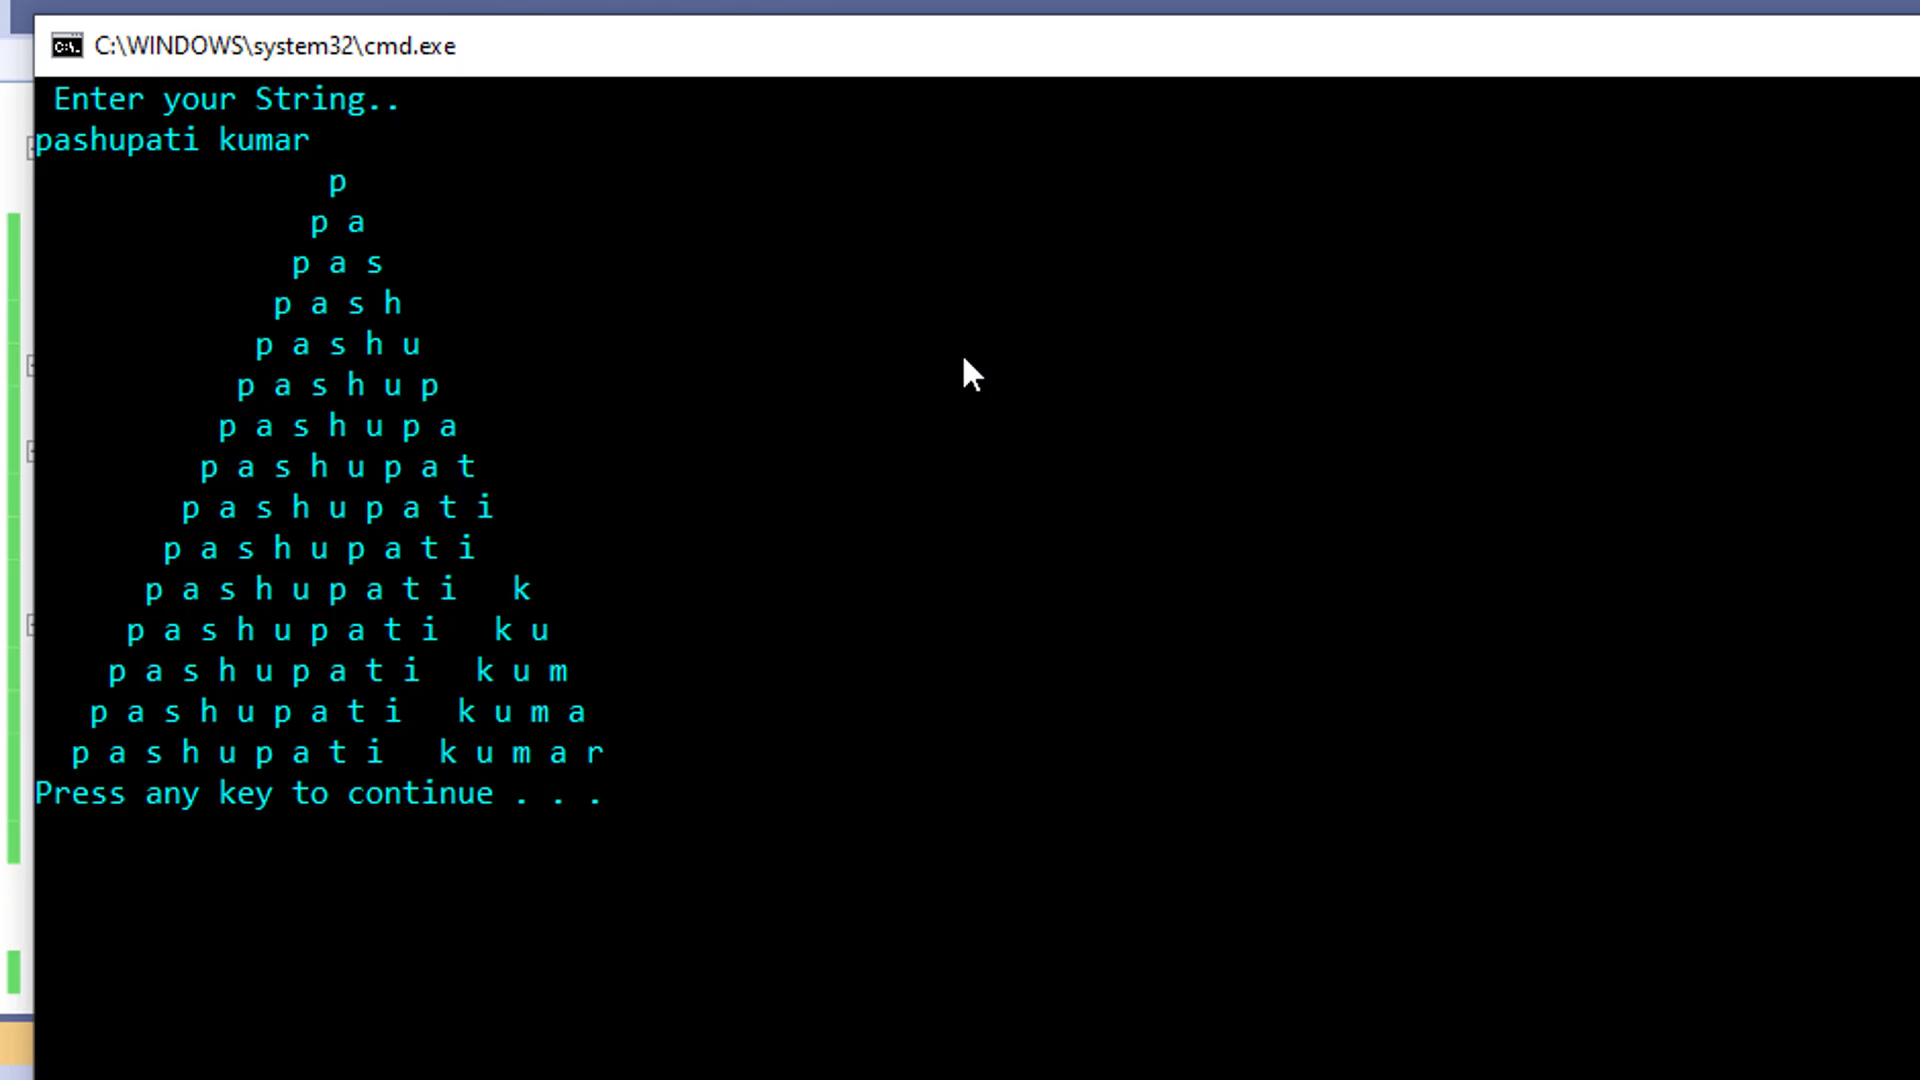 C:\WINDOWS\system32\cmd.exe
Enter your String..
pashupati kumar
p
p a
p a s
p a s h
p a s h u
p a s h u p
p a s h u p a
p a s h u p a t
p a s h u p a t i
p a s h u p a t i
p a s h u p a t i   k
p a s h u p a t i   k u
p a s h u p a t i   k u m
p a s h u p a t i   k u m a
p a s h u p a t i   k u m a r
Press any key to continue . . .